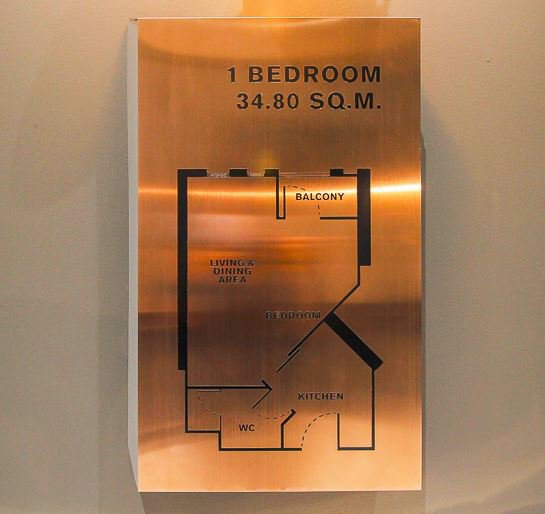 1 BEDROOM
34.80 SQ.M.
BALCONY
LIVING &
DINING
AREA
BEDROOM
KITCHEN
WC